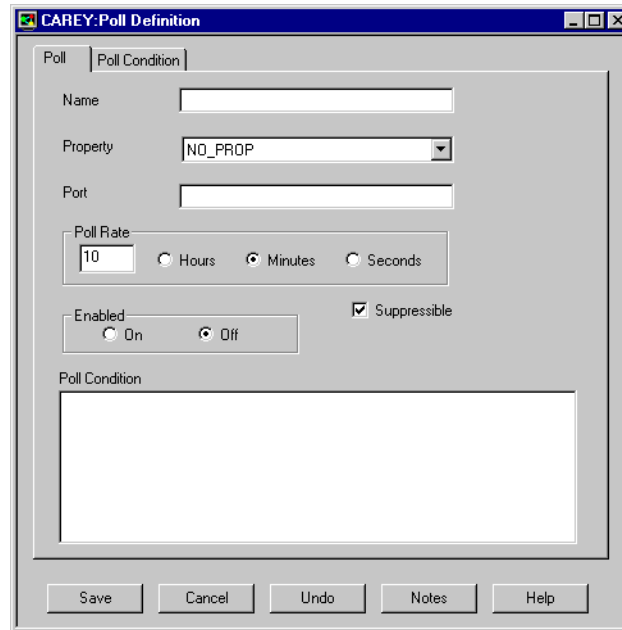 CAREY:Poll Definition
Poll
Poll Condition
Name
Property
NO_PROP
Port
Poll Rate
10
Hours
Minutes
Seconds
Enabled
On
Off
Suppressible
Poll Condition
Save
Cancel
Undo
Notes
Help